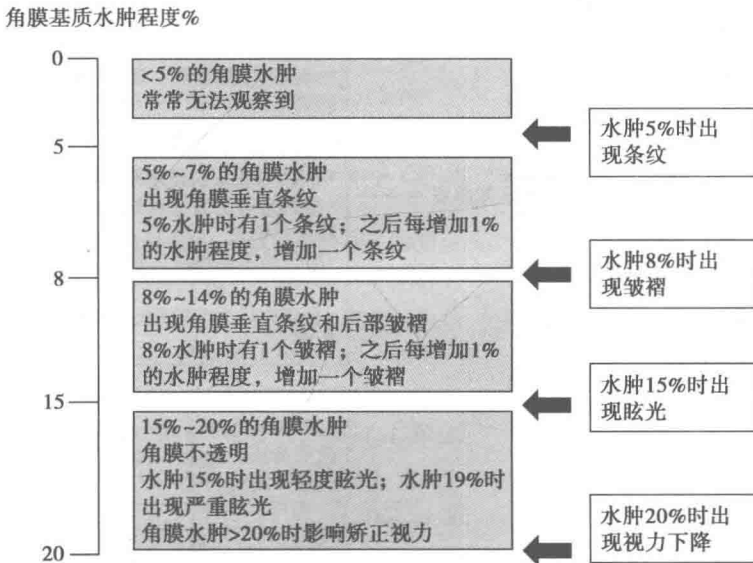 角膜基质水肿程度%
0
<5%的角膜水肿
常常无法观察到
水肿5%时出
现条纹
5
5%~7%的角膜水肿
出现角膜垂直条纹
5%水肿时有1个条纹；之后每增加1%
的水肿程度，增加一个条纹
水肿8%时出
现皱褶
8
8%~14%的角膜水肿
出现角膜垂直条纹和后部皱褶
8%水肿时有1个皱褶；之后每增加1%
的水肿程度，增加一个皱褶
水肿15%时出
现眩光
15
15%~20%的角膜水肿
角膜不透明
水肿15%时出现轻度眩光；水肿19%时
出现严重眩光
角膜水肿>20%时影响矫正视力
水肿20%时出
现视力下降
20